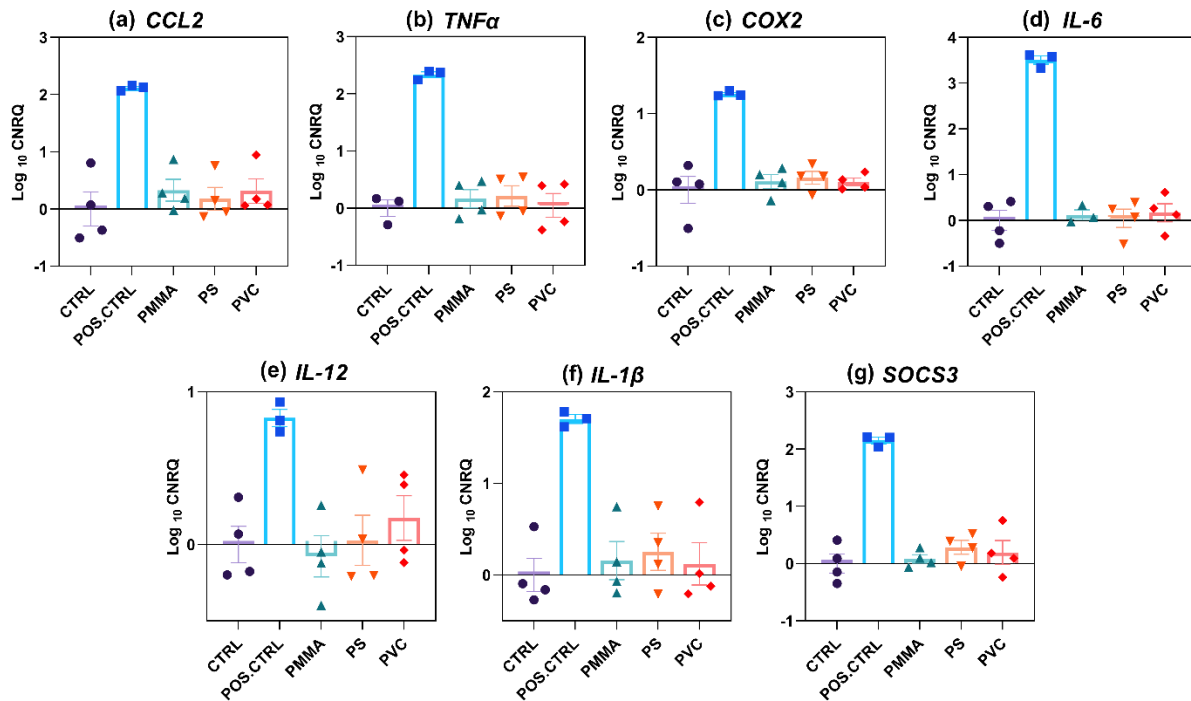 (a) CCL2
(b) TNFα
(c) COX2
(d) IL-6
Log 10 CNRQ
3
2
1
0
-1
CTRL
POS.CTRL
PMMA
PS
PVC
Log 10 CNRQ
3
2
1
0
-1
CTRL
POS.CTRL
PMMA
PS
PVC
Log 10 CNRQ
2
1
0
-1
CTRL
POS.CTRL
PMMA
PS
PVC
Log 10 CNRQ
4
3
2
1
0
-1
CTRL
POS.CTRL
PMMA
PS
PVC
(e) IL-12
(f) IL-1β
(g) SOCS3
Log 10 CNRQ
1
0
CTRL
POS.CTRL
PMMA
PS
PVC
Log 10 CNRQ
2
1
0
CTRL
POS.CTRL
PMMA
PS
PVC
Log 10 CNRQ
3
2
1
0
-1
CTRL
POS.CTRL
PMMA
PS
PVC